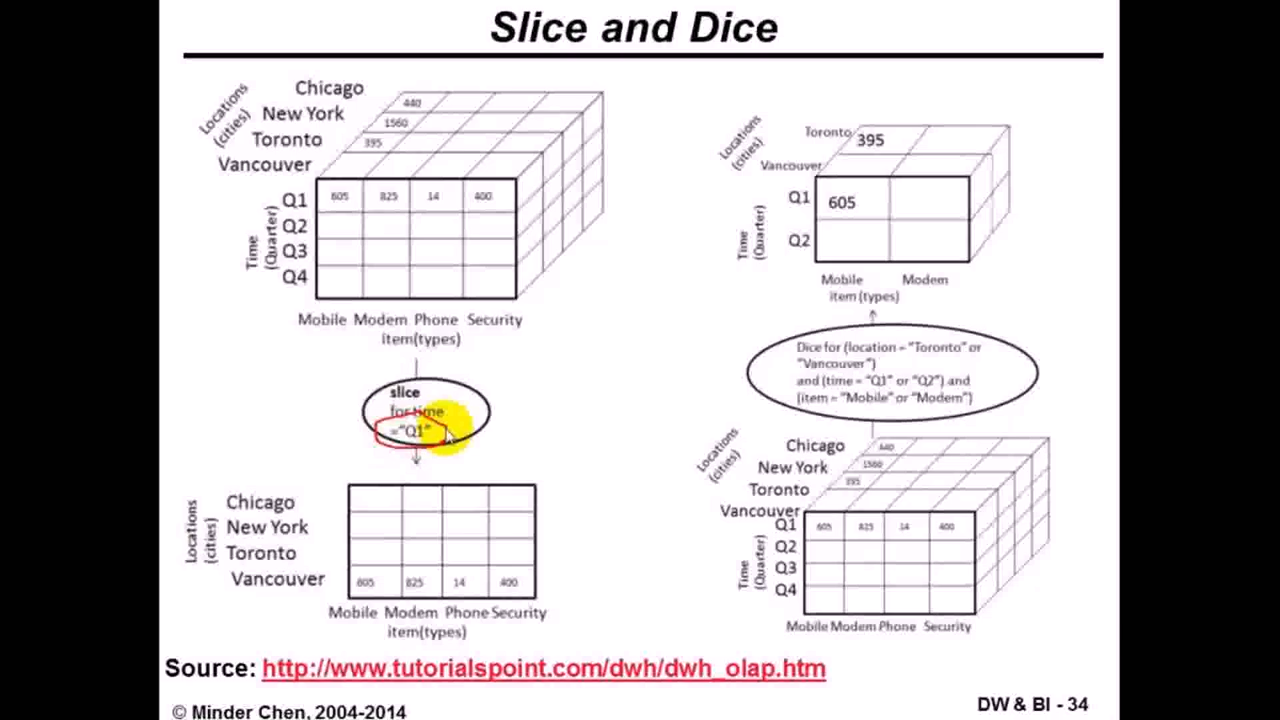 Slice and Dice
Locations
(cities)
Chicago
New York
Toronto
Vancouver
440
1560
395
Time
(Quarter)
Q1
Q2
Q3
Q4
605 825 14 400
Mobile Modem Phone Security
item(types)
slice
for time
="Q1"
Locations
(cities)
Chicago
New York
Toronto
Vancouver
605 825 14 400
Mobile Modem Phone Security
item(types)
Locations
(cities)
Toronto
Vancouver
395
Time
(Quarter)
Q1
Q2
605
Mobile Modem
item(types)
Dice for (location = "Toronto" or
"Vancouver")
and (time = "Q1" or "Q2") and
(item = "Mobile" or "Modem")
Locations
(cities)
Chicago
New York
Toronto
Vancouver
440
1560
395
Time
(Quarter)
Q1
Q2
Q3
Q4
605 825 14 400
Mobile Modem Phone Security
Source: http://www.tutorialspoint.com/dwh/dwh_olap.htm
© Minder Chen, 2004-2014
DW & BI - 34